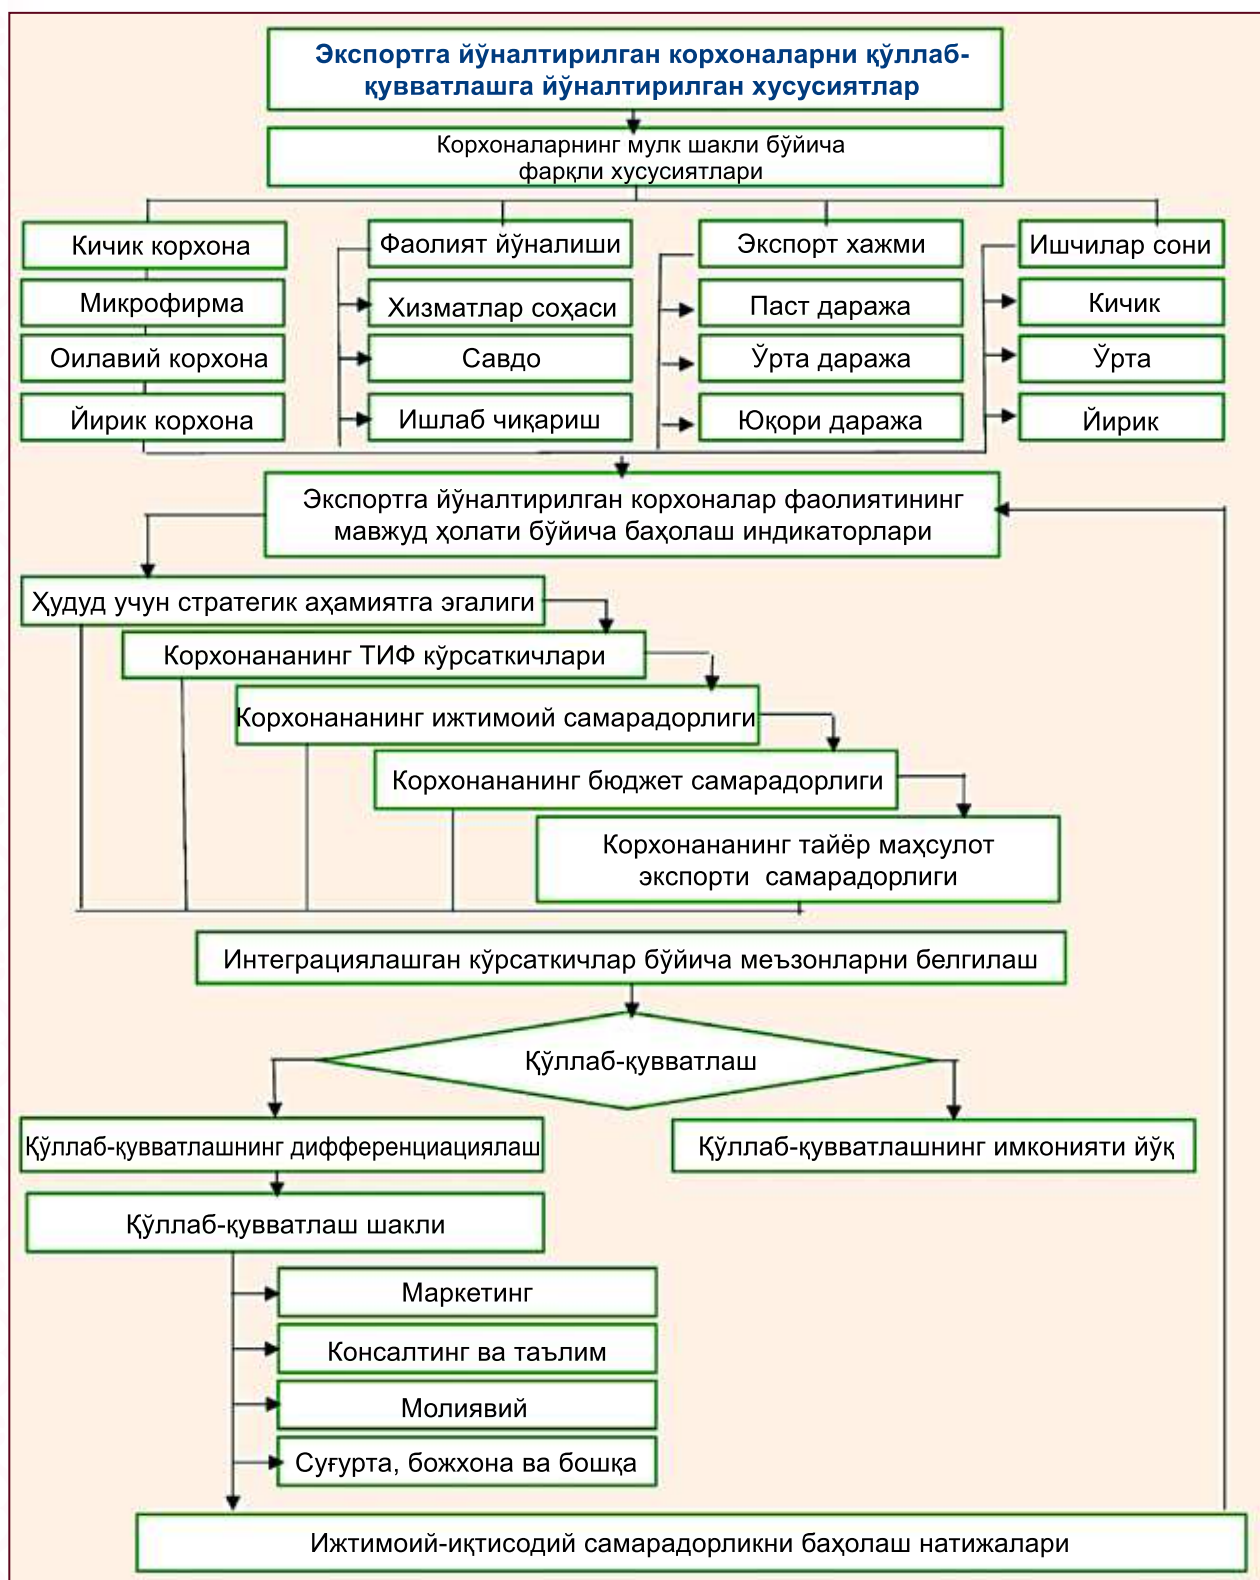 Экспортга йўналтирилган корхоналарни қўллаб-
қувватлашга йўналтирилган хусусиятлар
Корхоналарнинг мулк шакли бўйича
фарқли хусусиятлари
Кичик корхона
Микрофирма
Оилавий корхона
Йирик корхона
Фаолият йўналиши
Хизматлар соҳаси
Савдо
Ишлаб чиқариш
Экспорт хажми
Паст даража
Ўрта даража
Юқори даража
Ишчилар сони
Кичик
Ўрта
Йирик
Экспортга йўналтирилган корхоналар фаолиятининг
мавжуд ҳолати бўйича баҳолаш индикаторлари
Ҳудуд учун стратегик аҳамиятга эгалиги
Корхонананинг ТИФ кўрсаткичлари
Корхонананинг ижтимоий самарадорлиги
Корхонананинг бюджет самарадорлиги
Корхонананинг тайёр маҳсулот
экспорти самарадорлиги
Интеграциялашган кўрсаткичлар бўйича меъзонларни белгилаш
Қўллаб-қувватлаш
Қўллаб-қувватлашнинг дифференциациялаш
Қўллаб-қувватлашнинг имконияти йўқ
Қўллаб-қувватлаш шакли
Маркетинг
Консалтинг ва таълим
Молиявий
Суғурта, божхона ва бошқа
Ижтимоий-иқтисодий самарадорликни баҳолаш натижалари